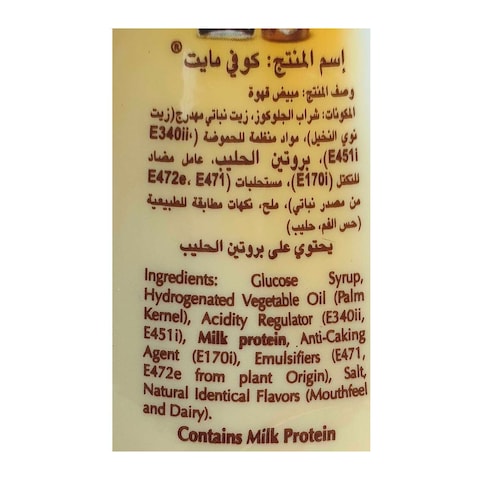 إسم المنتج: كوفي مايت ®
وصف المنتج: مبيض قهوة
المكونات: شراب الجلوكوز، زيت نباتي مهدرج(زيت
نوي النخيل)، مواد منظمة للحموضة (E340ii،
E451i)، بروتين الحليب، عامل مضاد
للتكتل (E170i)، مستحلبات (E471 ،E472e
من مصدر نباتي)، ملح، نكهات مطابقة للطبيعية
(حس الفم، حليب)
يحتوي على بروتين الحليب
Ingredients: Glucose Syrup,
Hydrogenated Vegetable Oil (Palm
Kernel), Acidity Regulator (E340ii,
E451i), Milk protein, Anti-Caking
Agent (E170i), Emulsifiers (E471,
E472e from plant Origin), Salt,
Natural Identical Flavors (Mouthfeel
and Dairy).
Contains Milk Protein